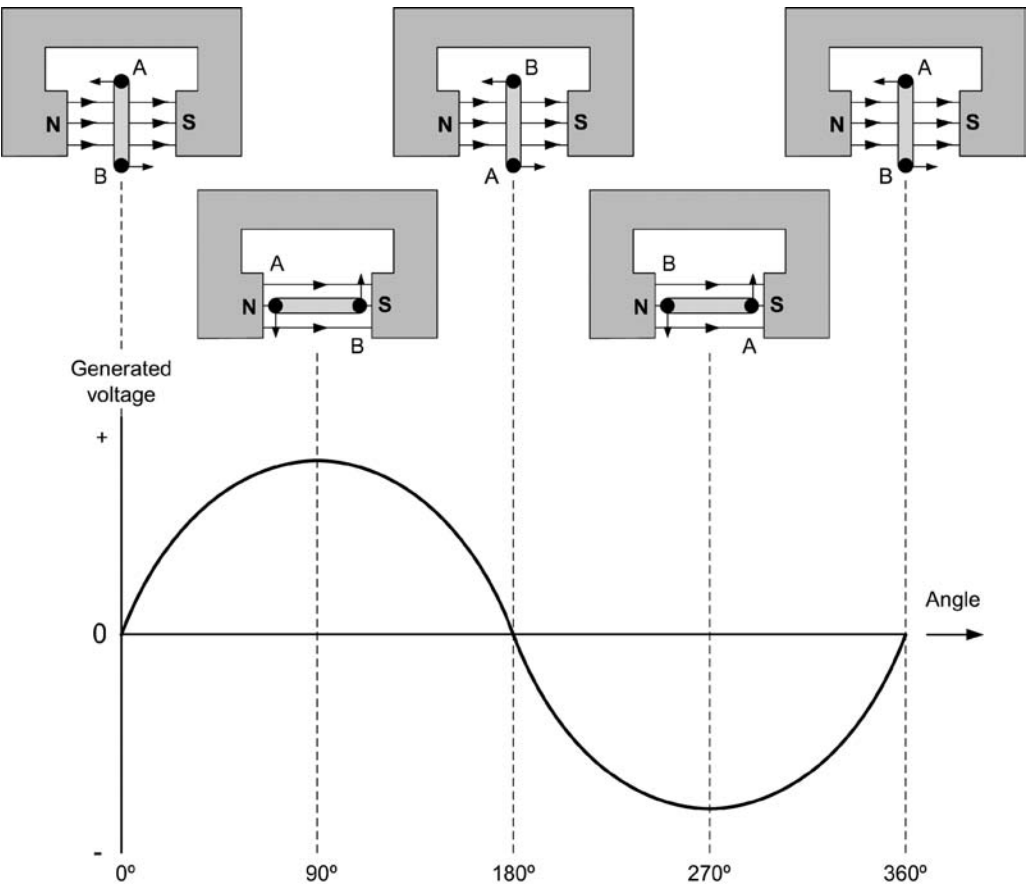 A
N
S
B
B
N
S
A
A
N
S
B
A
N
S
B
B
N
S
A
Generated
voltage
+
Angle
0
-
0º
90º
180º
270º
360º